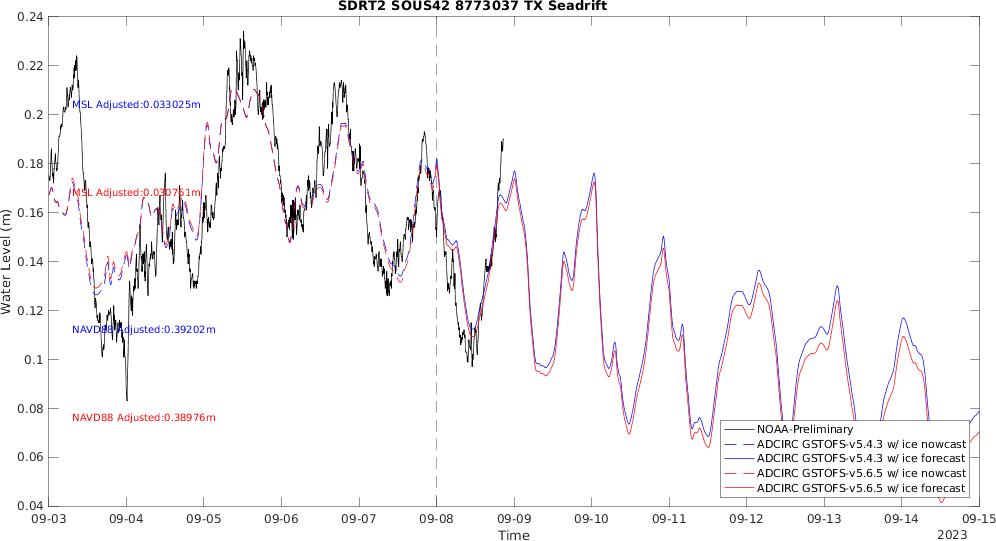 SDRT2 SOUS42 8773037 TX Seadrift
0.24
0.22
0.2
0.18
0.16
0.14
0.12
0.1
0.08
0.06
0.04
Water Level (m)
MSL Adjusted:0.033025m
MSL Adjusted:0.030761m
NAVD88 Adjusted:0.39202m
NAVD88 Adjusted:0.38976m
NOAA-Preliminary
ADCIRC GSTOFS-v5.4.3 w/ ice nowcast
ADCIRC GSTOFS-v5.4.3 w/ ice forecast
ADCIRC GSTOFS-v5.6.5 w/ ice nowcast
ADCIRC GSTOFS-v5.6.5 w/ ice forecast
09-03 09-04 09-05 09-06 09-07 09-08 09-09 09-10 09-11 09-12 09-13 09-14 09-15
Time
2023